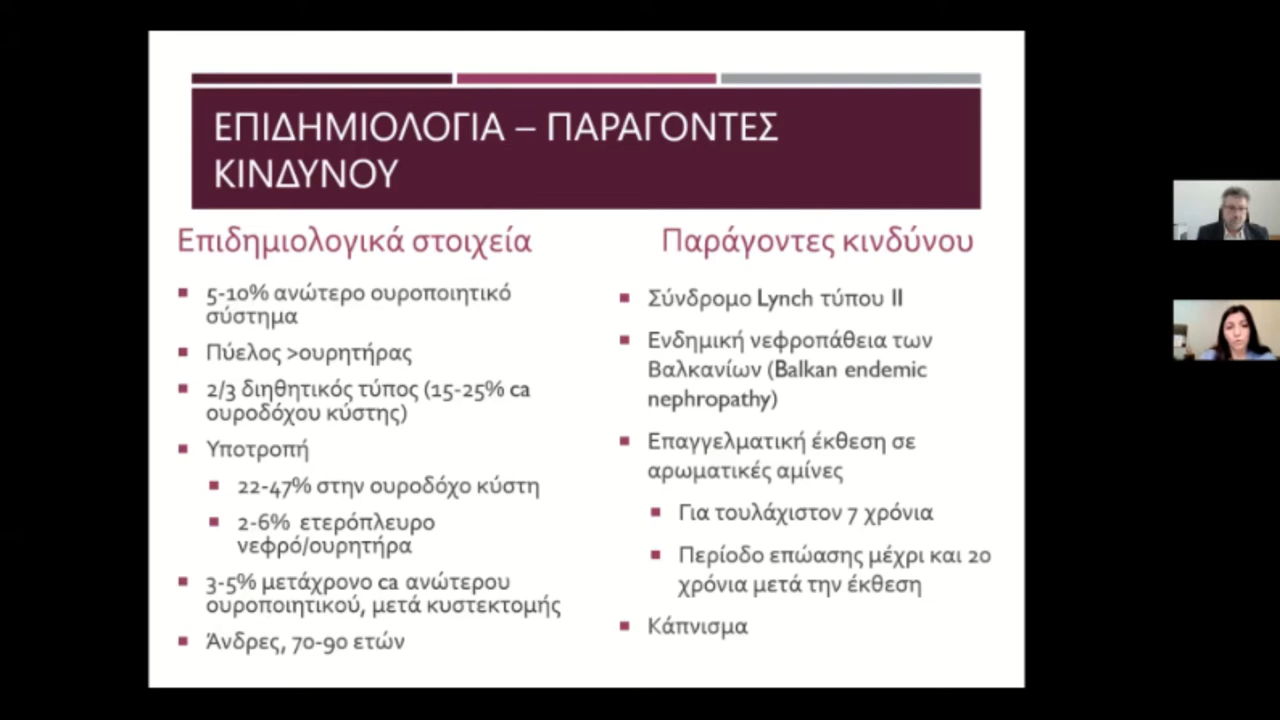 ΕΠΙΔΗΜΙΟΛΟΓΙΑ – ΠΑΡΑΓΟΝΤΕΣ
ΚΙΝΔΥΝΟΥ
Επιδημιολογικά στοιχεία
5-10% ανώτερο ουροποιητικό
σύστημα
Πύελος >ουρητήρας
2/3 διηθητικός τύπος (15-25% ca
ουροδόχου κύστης)
Υποτροπή
22-47% στην ουροδόχο κύστη
2-6% ετερόπλευρο
νεφρό/ουρητήρα
3-5% μετάχρονο ca ανώτερου
ουροποιητικού, μετά κυστεκτομής
Άνδρες, 70-90 ετών
Παράγοντες κινδύνου
Σύνδρομο Lynch τύπου II
Ενδημική νεφροπάθεια των
Βαλκανίων (Balkan endemic
nephropathy)
Επαγγελματική έκθεση σε
αρωματικές αμίνες
Για τουλάχιστον 7 χρόνια
Περίοδο επώασης μέχρι και 20
χρόνια μετά την έκθεση
Κάπνισμα